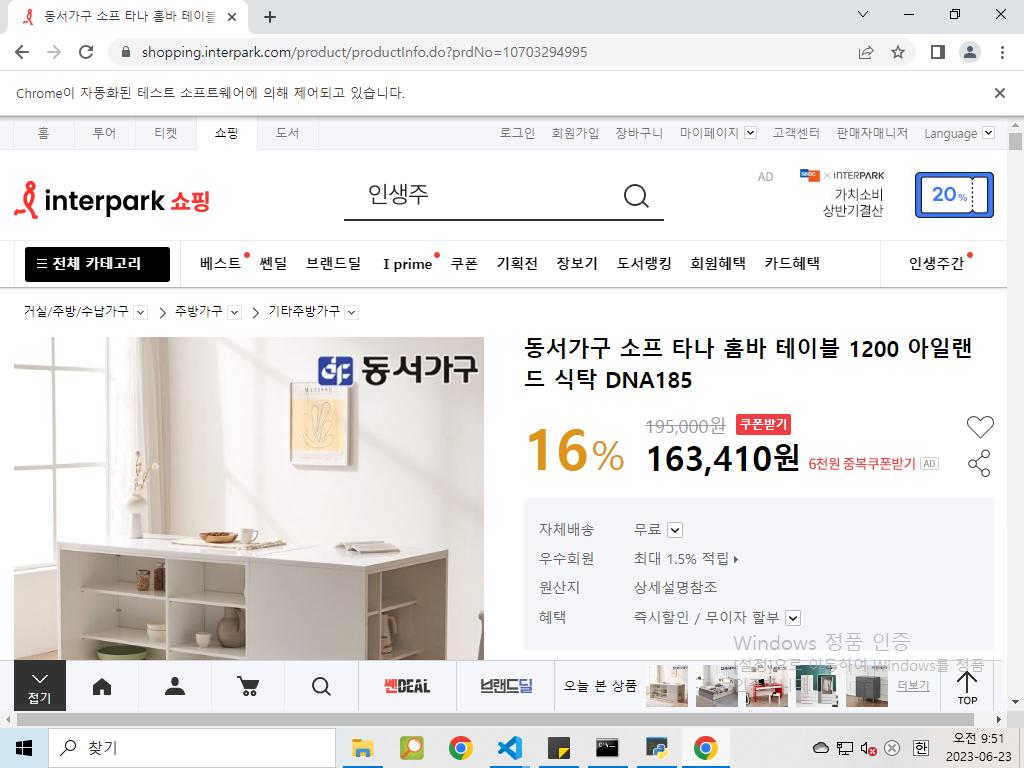 동서가구 소프 타나 홈바 테이블
shopping.interpark.com/product/productInfo.do?prdNo=10703294995
Chrome이 자동화된 테스트 소프트웨어에 의해 제어되고 있습니다.
홈 투어 티켓 쇼핑 도서 로그인 회원가입 장바구니 마이페이지 고객센터 판매자매니저 Language
interpark 쇼핑
인생주
AD
× INTERPARK
가치소비
상반기결산
20%
전체 카테고리 베스트 쎈딜 브랜드딜 I prime 쿠폰 기획전 장보기 도서랭킹 회원혜택 카드혜택 인생주간
거실/주방/수납가구 주방가구 기타주방가구
동서가구
MATISSE
동서가구 소프 타나 홈바 테이블 1200 아일랜
드 식탁 DNA185
16%
195,000원 쿠폰받기
163,410원 6천원 중복쿠폰받기 AD
자체배송 무료
우수회원 최대 1.5% 적립
원산지 상세설명참조
혜택 즉시할인 / 무이자 할부
Windows 정품 인증
[설정]으로 이동하여 Windows를 정품
접기
쎈DEAL 브랜드딜 오늘 본 상품 더보기
TOP
찾기
한
오전 9:51
2023-06-23